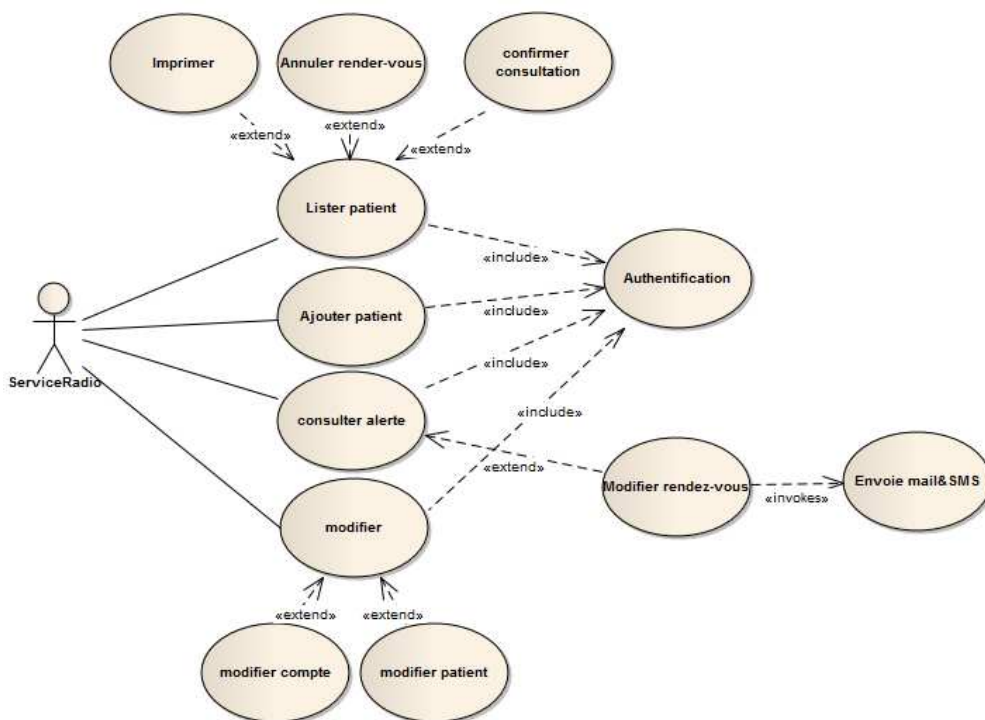 Imprimer
Annuler render-vous
confirmer
consultation
«extend»
«extend»
«extend»
Lister patient
«include»
Authentification
Ajouter patient
«include»
ServiceRadio
«include»
consulter alerte
«include»
«extend»
Modifier rendez-vous
«invokes»
Envoie mail&SMS
modifier
«extend»
«extend»
modifier compte
modifier patient